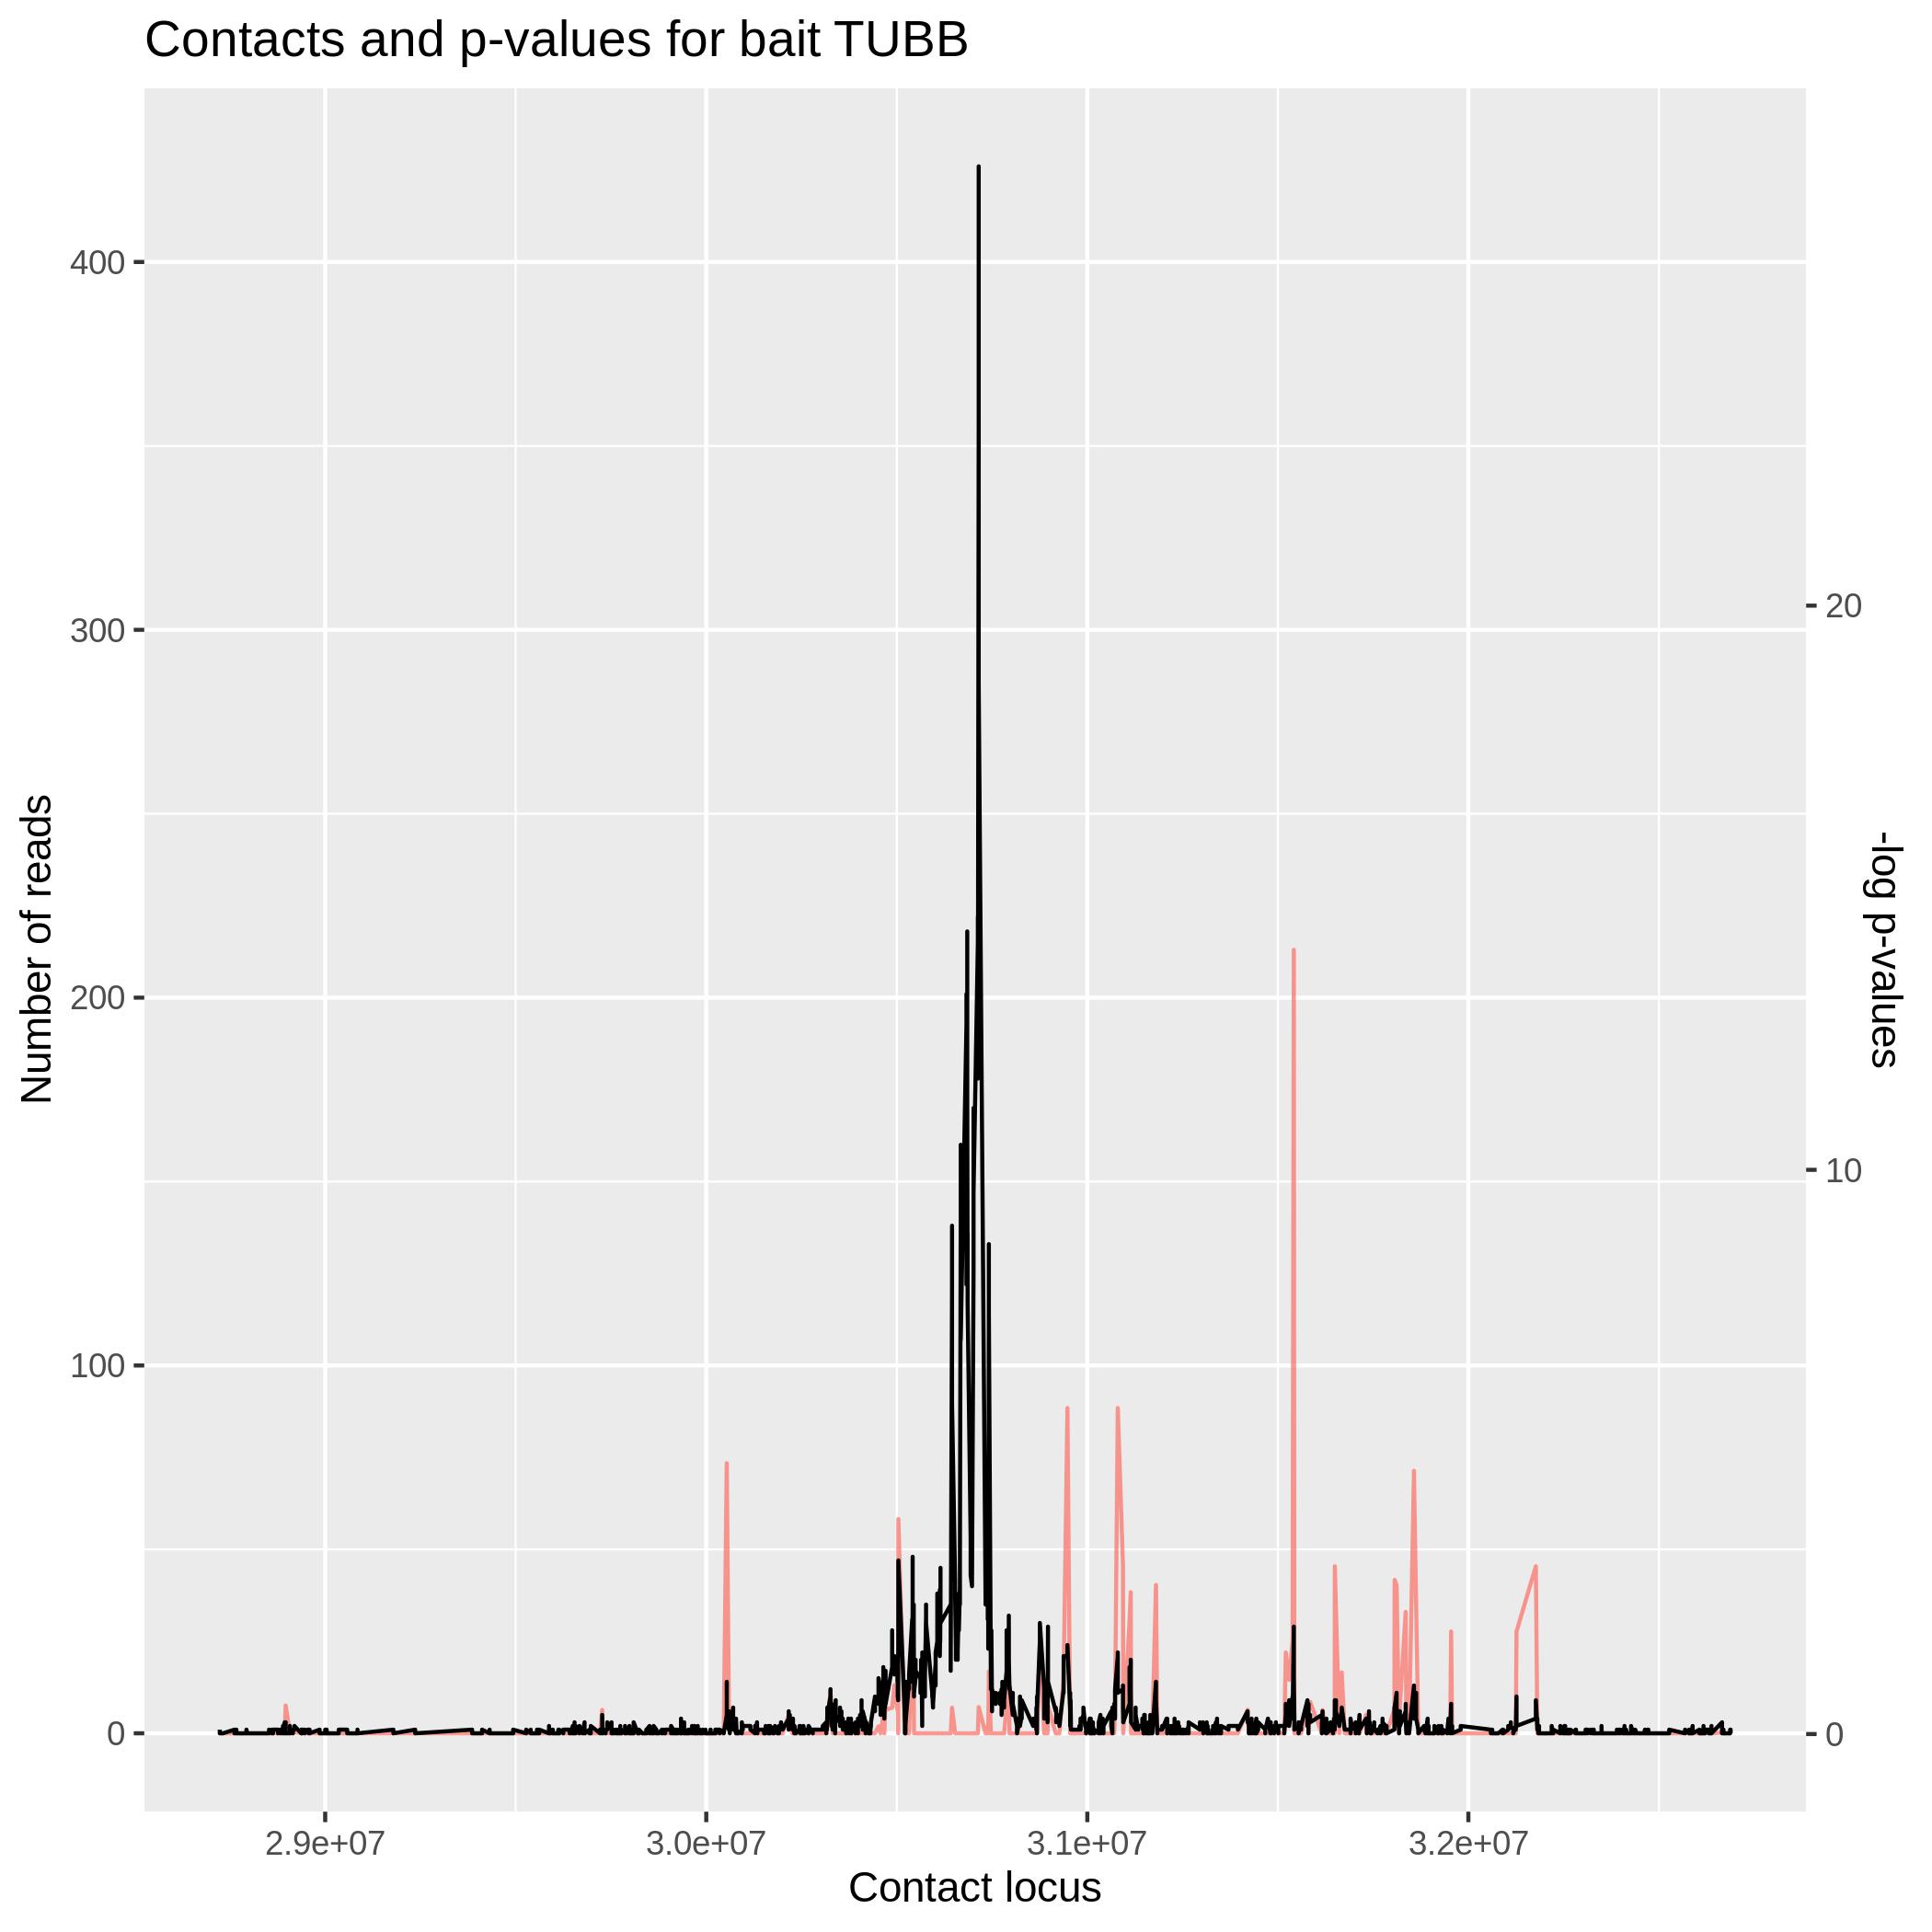 Contacts and p-values for bait TUBB
400
300
200
100
0
Number of reads
20
10
0
-log p-values
2.9e+07 3.0e+07 3.1e+07 3.2e+07
Contact locus